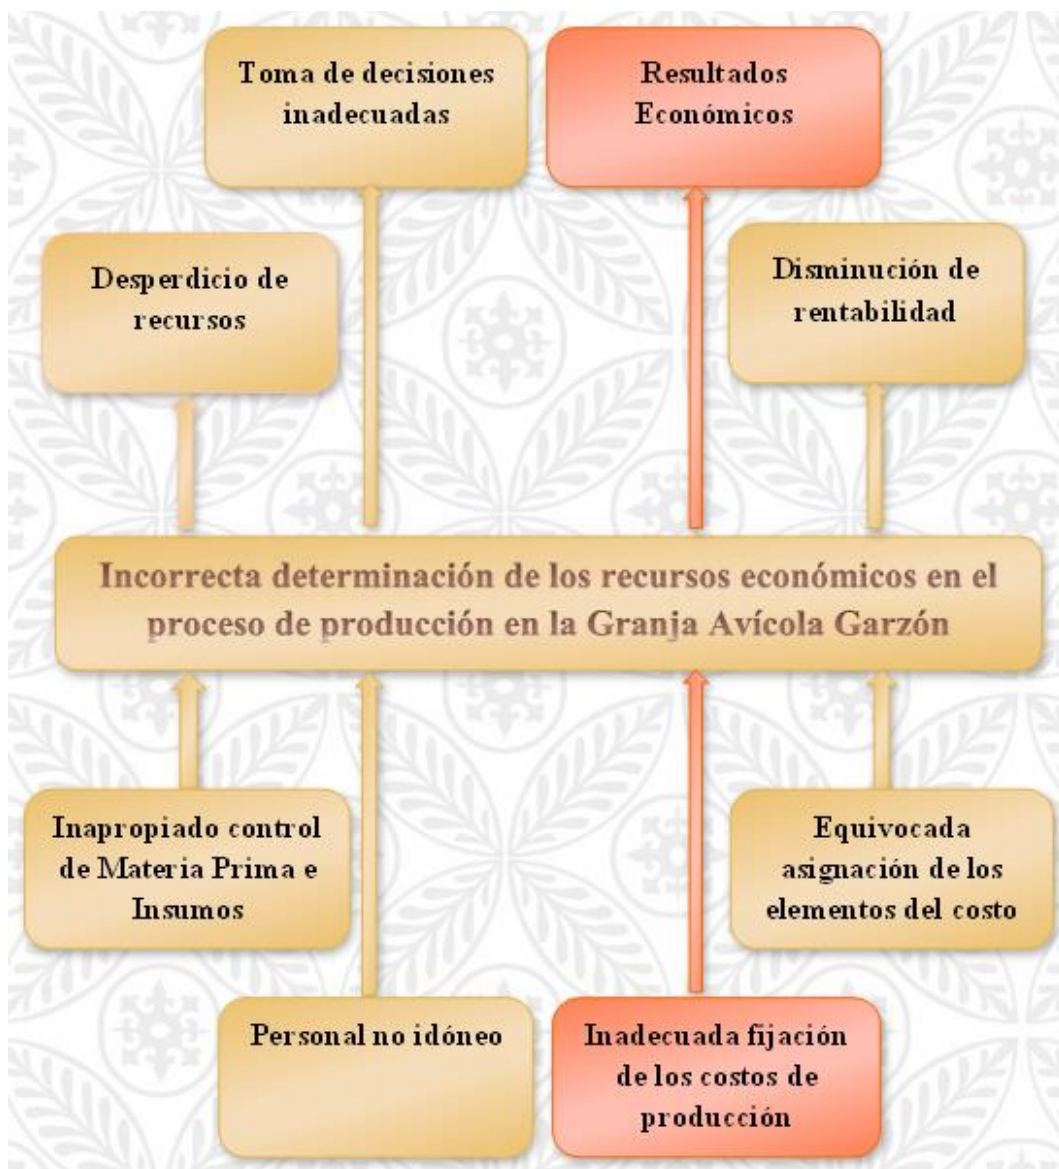 Toma de decisiones
inadecuadas
Resultados
Económicos
Desperdicio de
recursos
Disminución de
rentabilidad
Incorrecta determinación de los recursos económicos en el
proceso de producción en la Granja Avícola Garzón
Inapropiado control
de Materia Prima e
Insumos
Equivocada
asignación de los
elementos del costo
Personal no idóneo
Inadecuada fijación
de los costos de
producción